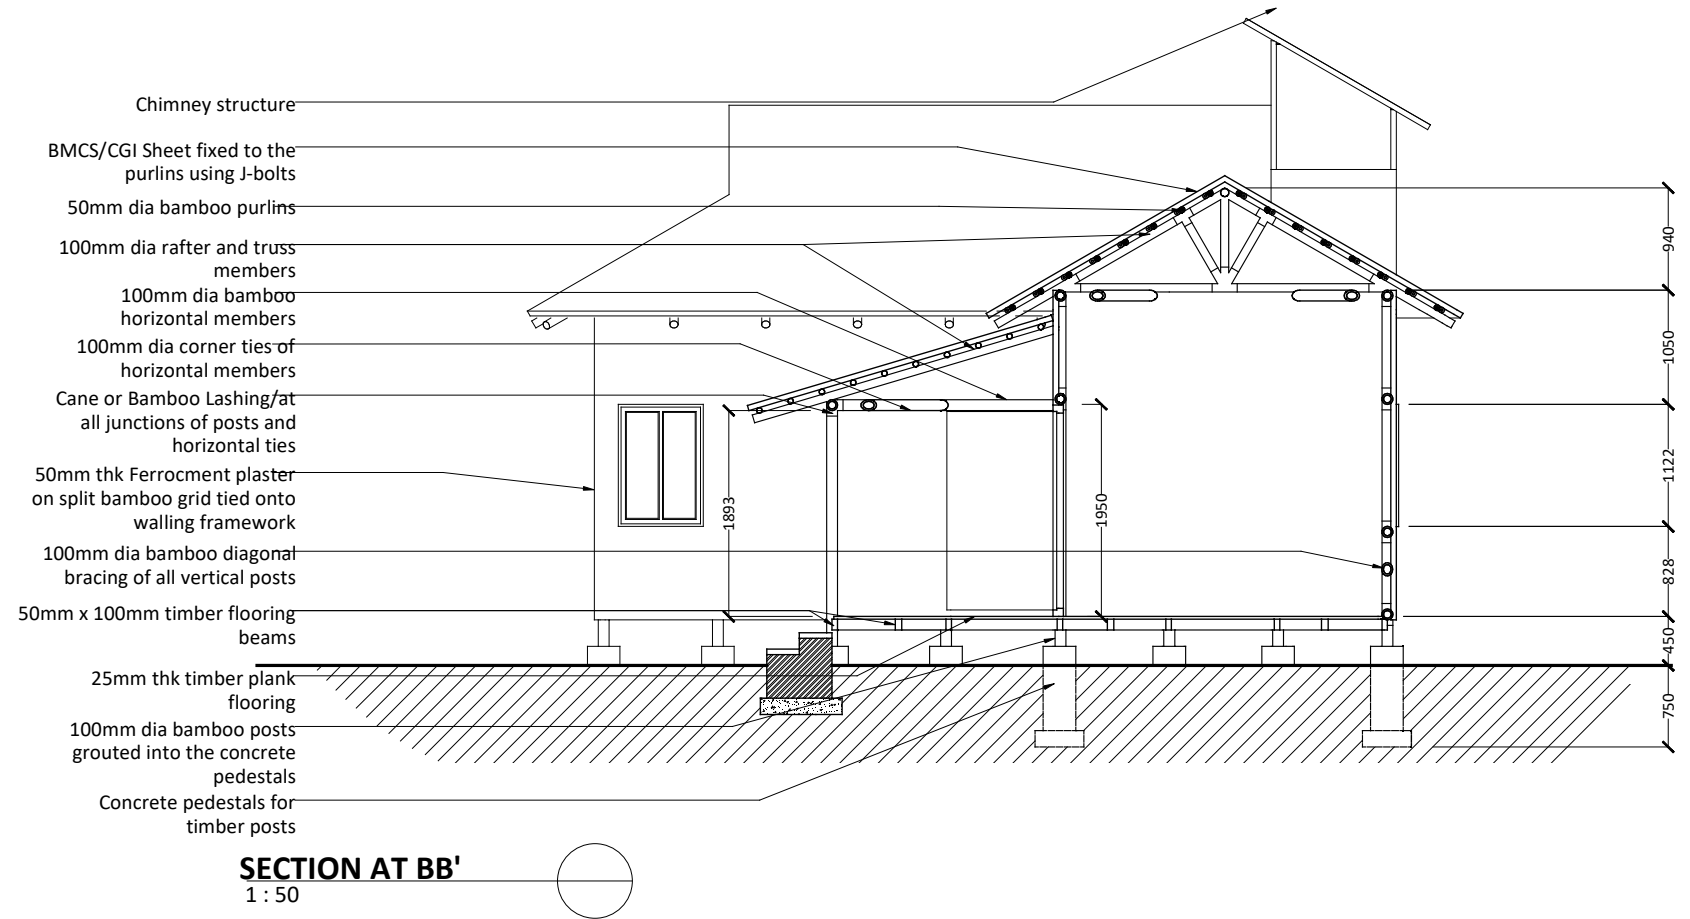 Chimney structure
BMCS/CGI Sheet fixed to the
purlins using J-bolts
50mm dia bamboo purlins
100mm dia rafter and truss
members
100mm dia bamboo
horizontal members
100mm dia corner ties of
horizontal members
Cane or Bamboo Lashing/at
all junctions of posts and
horizontal ties
50mm thk Ferrocment plaster
on split bamboo grid tied onto
walling framework
100mm dia bamboo diagonal
bracing of all vertical posts
50mm x 100mm timber flooring
beams
25mm thk timber plank
flooring
100mm dia bamboo posts
grouted into the concrete
pedestals
Concrete pedestals for
timber posts
1893
1950
940
1050
1122
828
450
750
SECTION AT BB'
1 : 50